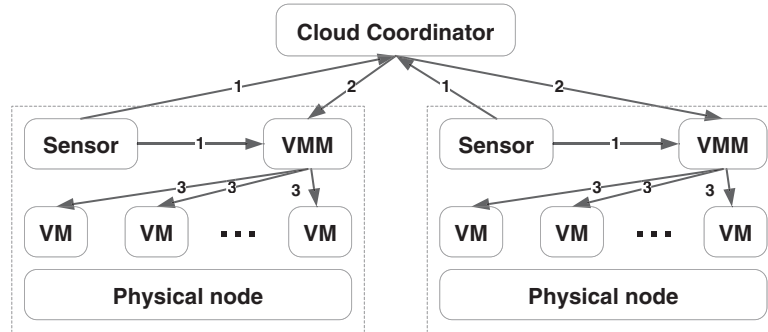 Cloud Coordinator
1 2 1 2
Sensor 1 VMM
Sensor 1 VMM
3 3 3
3 3 3
VM VM ... VM
VM VM ... VM
Physical node
Physical node